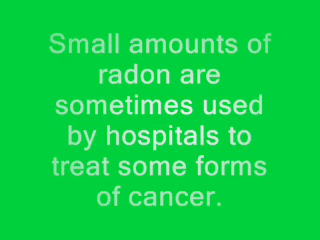 Small amounts of
radon are
sometimes used
by hospitals to
treat some forms
of cancer.